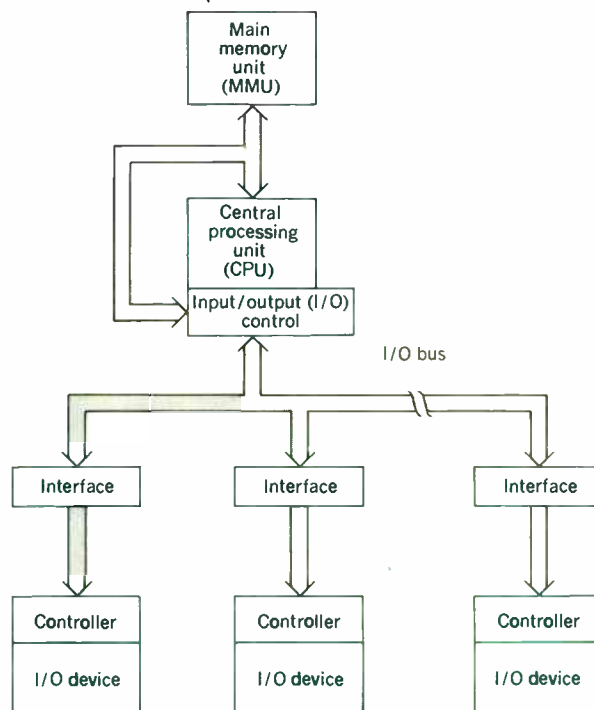 Main
memory
unit
(MMU)
Central
processing
unit
(CPU)
Input/output (I/O)
control
I/O bus
Interface
Interface
Interface
Controller
Controller
Controller
I/O device
I/O device
I/O device